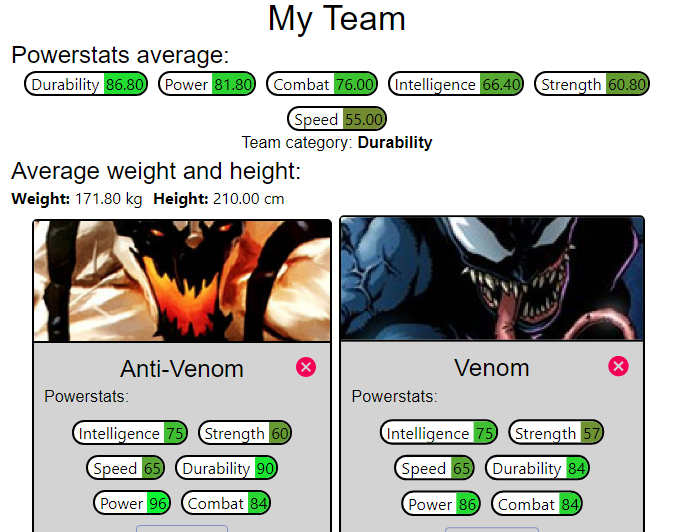 My Team
Powerstats average:
Durability 86.80 Power 81.80 Combat 76.00 Intelligence 66.40 Strength 60.80
Speed 55.00
Team category: Durability
Average weight and height:
Weight: 171.80 kg Height: 210.00 cm
Anti-Venom
Powerstats:
Intelligence 75 Strength 60
Speed 65 Durability 90
Power 96 Combat 84
Venom
Powerstats:
Intelligence 75 Strength 57
Speed 65 Durability 84
Power 86 Combat 84